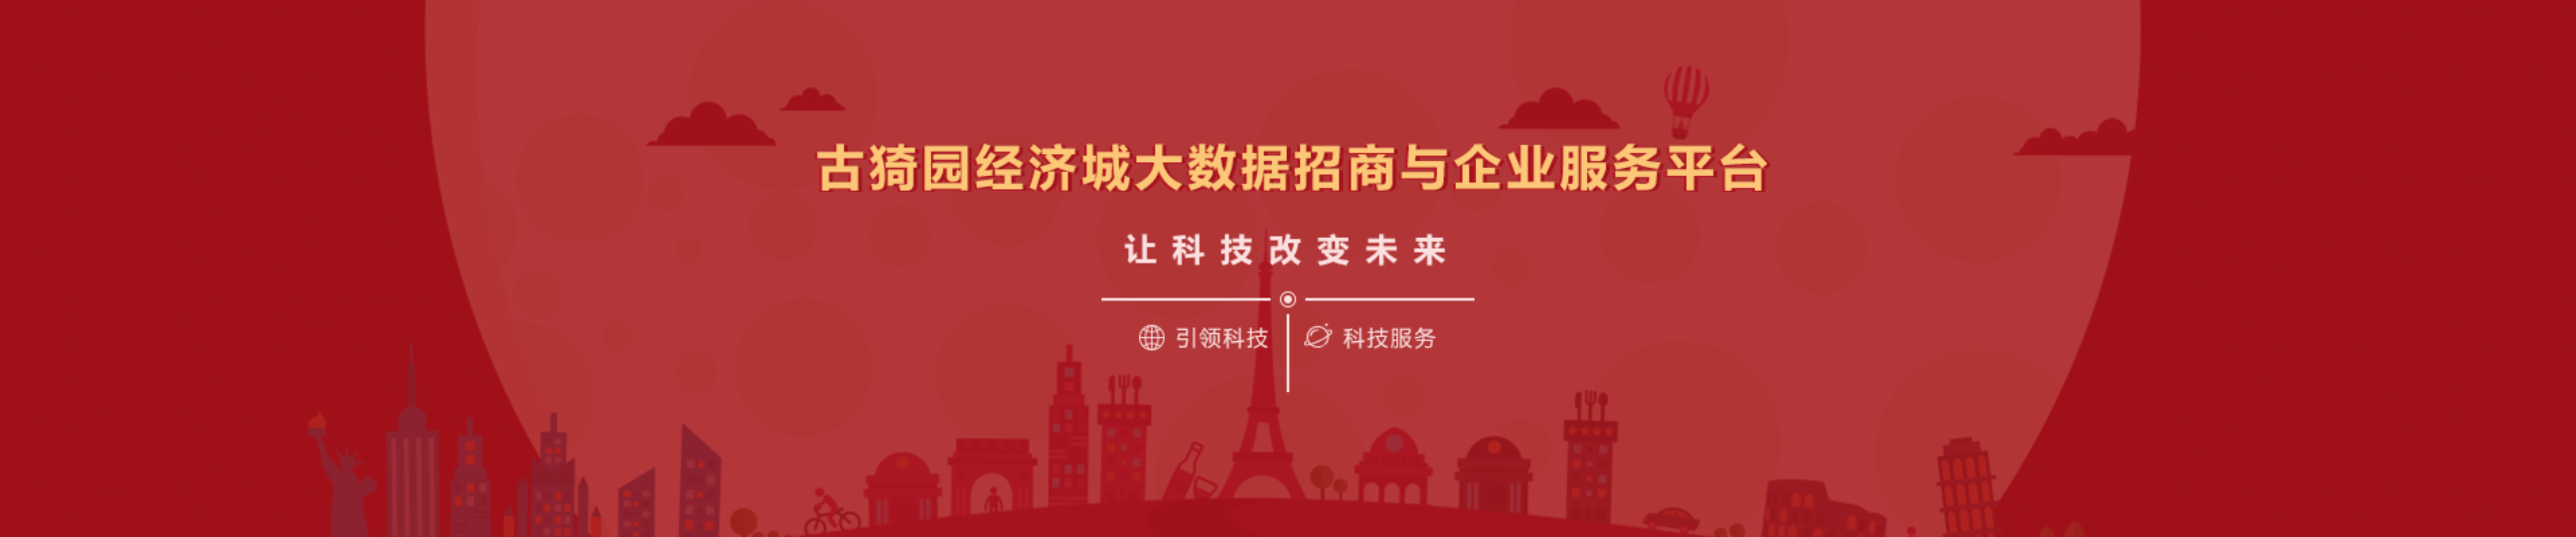 古猗园经济城大数据招商与企业服务平台
让科技改变未来
引领科技 科技服务